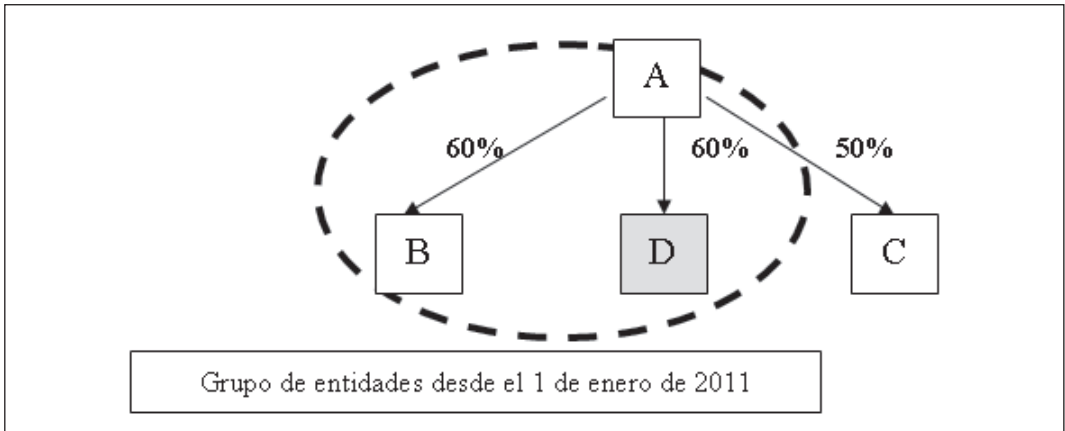 A
60%
60%
50%
B
D
C
Grupo de entidades desde el 1 de enero de 2011